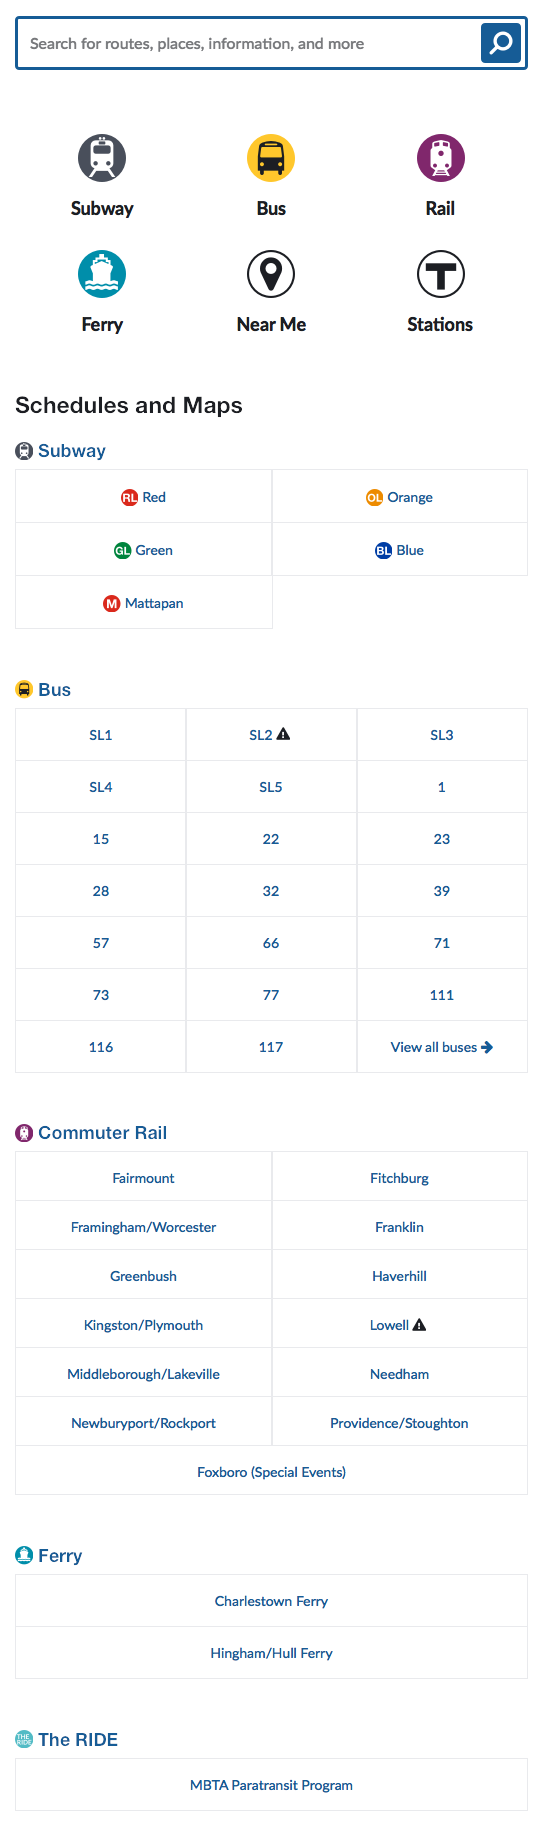 Search for routes, places, information, and more
Subway Bus Rail
Ferry Near Me Stations
T
Schedules and Maps
Subway
RL Red OL Orange
GL Green BL Blue
M Mattapan
Bus
SL1 SL2 SL3
SL4 SL5 1
15 22 23
28 32 39
57 66 71
73 77 111
116 117 View all buses
Commuter Rail
Fairmount Fitchburg
Framingham/Worcester Franklin
Greenbush Haverhill
Kingston/Plymouth Lowell
Middleborough/Lakeville Needham
Newburyport/Rockport Providence/Stoughton
Foxboro (Special Events)
Ferry
Charlestown Ferry
Hingham/Hull Ferry
THE RIDE The RIDE
MBTA Paratransit Program